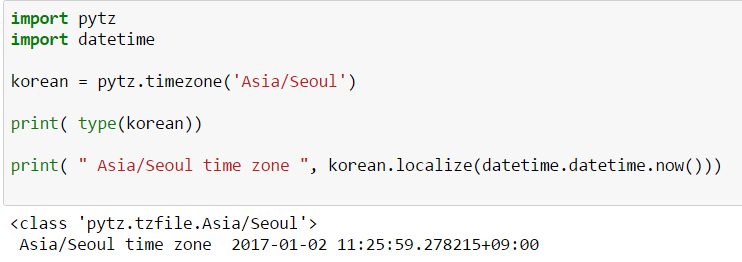 import pytz
import datetime
korean = pytz.timezone('Asia/Seoul')
print( type(korean))
print( " Asia/Seoul time zone ", korean.localize(datetime.datetime.now()))
<class 'pytz.tzfile.Asia/Seoul'>
 Asia/Seoul time zone  2017-01-02 11:25:59.278215+09:00